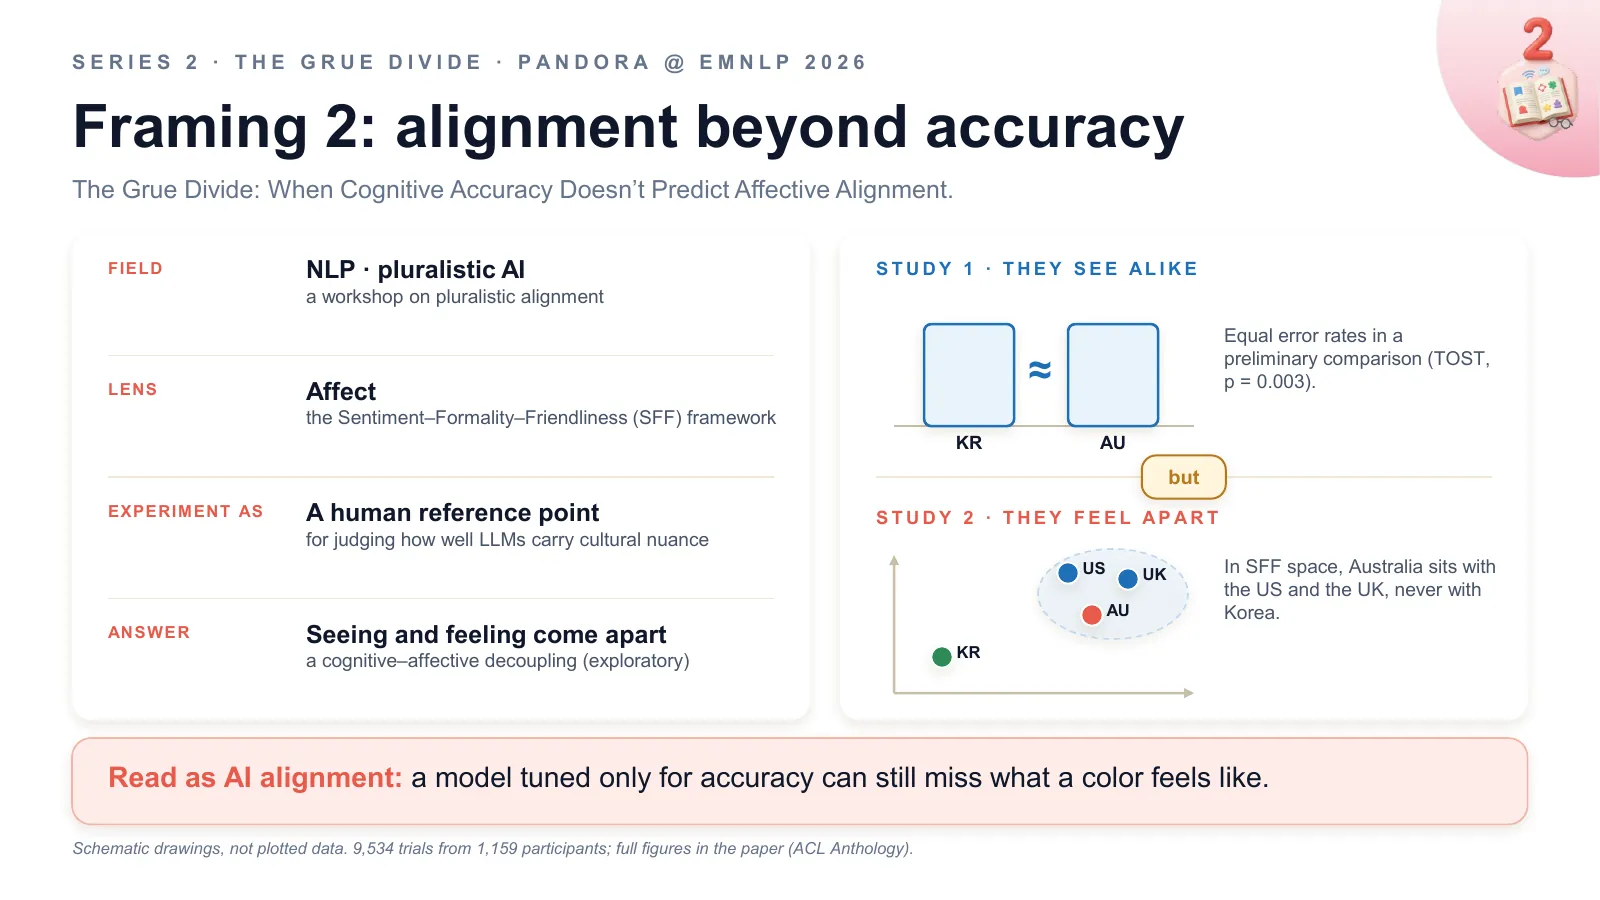 SERIES 2 · THE GRUE DIVIDE · PANDORA @ EMNLP 2026
2
Framing 2: alignment beyond accuracy
The Grue Divide: When Cognitive Accuracy Doesn’t Predict Affective Alignment.
FIELD
NLP · pluralistic AI
a workshop on pluralistic alignment
LENS
Affect
the Sentiment–Formality–Friendliness (SFF) framework
EXPERIMENT AS
A human reference point
for judging how well LLMs carry cultural nuance
ANSWER
Seeing and feeling come apart
a cognitive–affective decoupling (exploratory)
STUDY 1 · THEY SEE ALIKE
≈
KR
AU
Equal error rates in a
preliminary comparison (TOST,
p = 0.003).
but
STUDY 2 · THEY FEEL APART
US
UK
AU
KR
In SFF space, Australia sits with
the US and the UK, never with
Korea.
Read as AI alignment: a model tuned only for accuracy can still miss what a color feels like.
Schematic drawings, not plotted data. 9,534 trials from 1,159 participants; full figures in the paper (ACL Anthology).